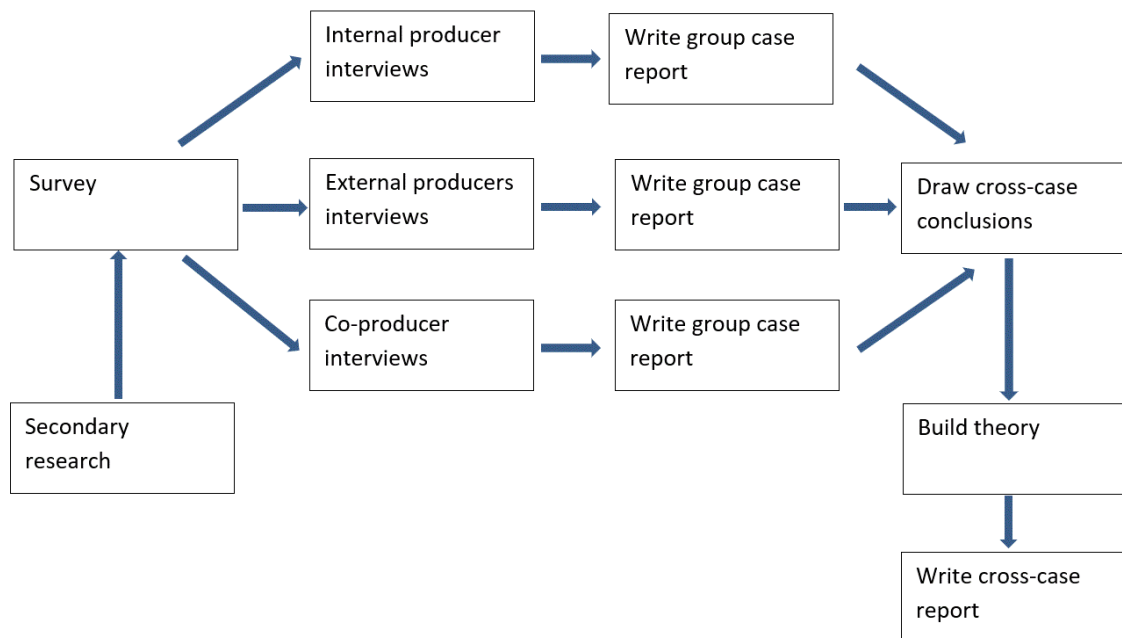 Internal producer
interviews
Write group case
report
Survey
External producers
interviews
Write group case
report
Draw cross-case
conclusions
Co-producer
interviews
Write group case
report
Secondary
research
Build theory
Write cross-case
report